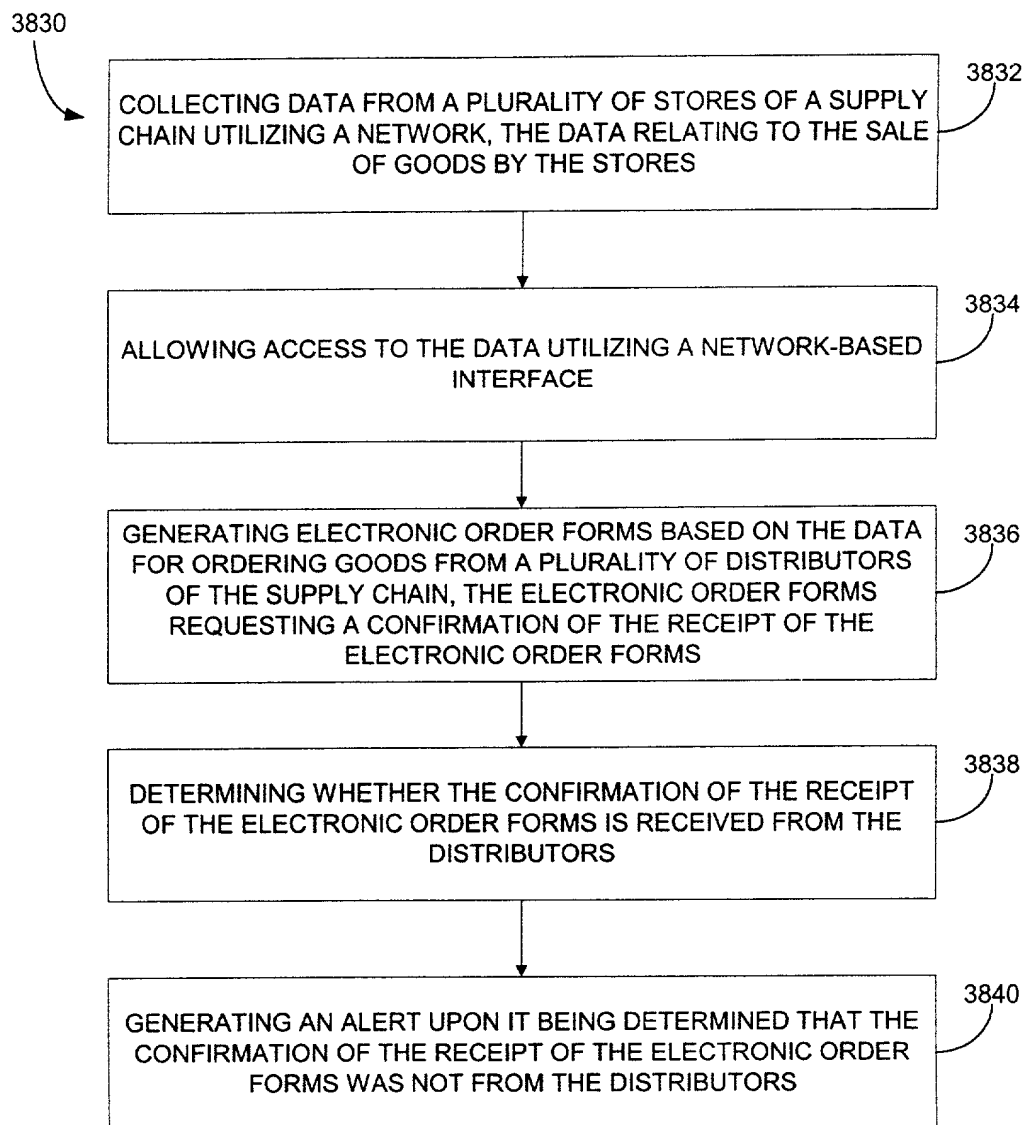 3830
3832
COLLECTING DATA FROM A PLURALITY OF STORES OF A SUPPLY
CHAIN UTILIZING A NETWORK, THE DATA RELATING TO THE SALE
OF GOODS BY THE STORES
3834
ALLOWING ACCESS TO THE DATA UTILIZING A NETWORK-BASED
INTERFACE
3836
GENERATING ELECTRONIC ORDER FORMS BASED ON THE DATA
FOR ORDERING GOODS FROM A PLURALITY OF DISTRIBUTORS
OF THE SUPPLY CHAIN, THE ELECTRONIC ORDER FORMS
REQUESTING A CONFIRMATION OF THE RECEIPT OF THE
ELECTRONIC ORDER FORMS
3838
DETERMINING WHETHER THE CONFIRMATION OF THE RECEIPT
OF THE ELECTRONIC ORDER FORMS IS RECEIVED FROM THE
DISTRIBUTORS
3840
GENERATING AN ALERT UPON IT BEING DETERMINED THAT THE
CONFIRMATION OF THE RECEIPT OF THE ELECTRONIC ORDER
FORMS WAS NOT FROM THE DISTRIBUTORS